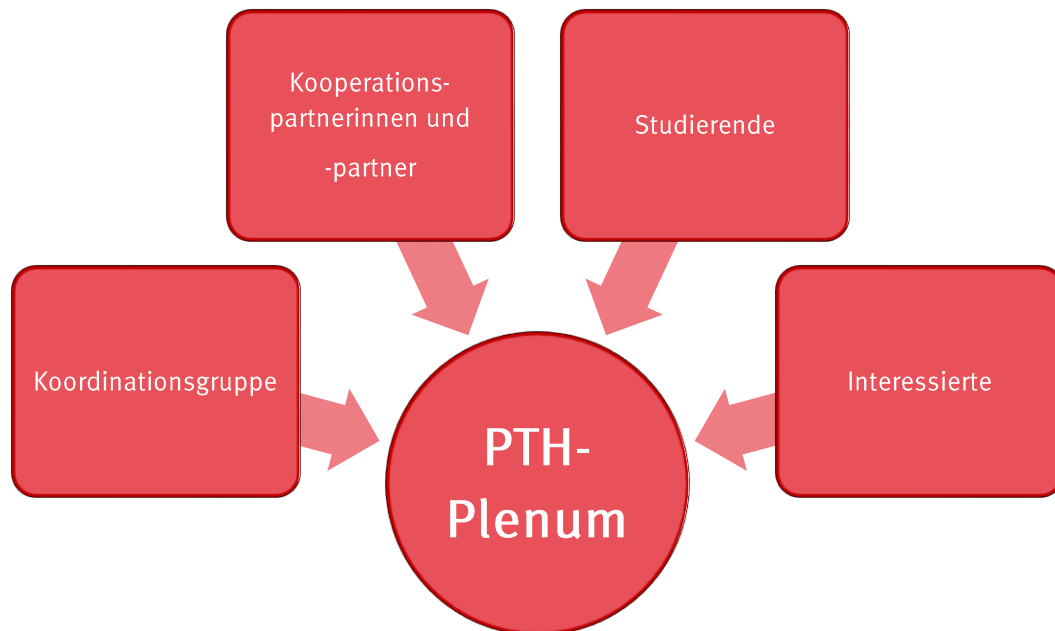 Kooperations-
partnerinnen und
-partner
Studierende
Koordinationsgruppe
Interessierte
PTH-
Plenum